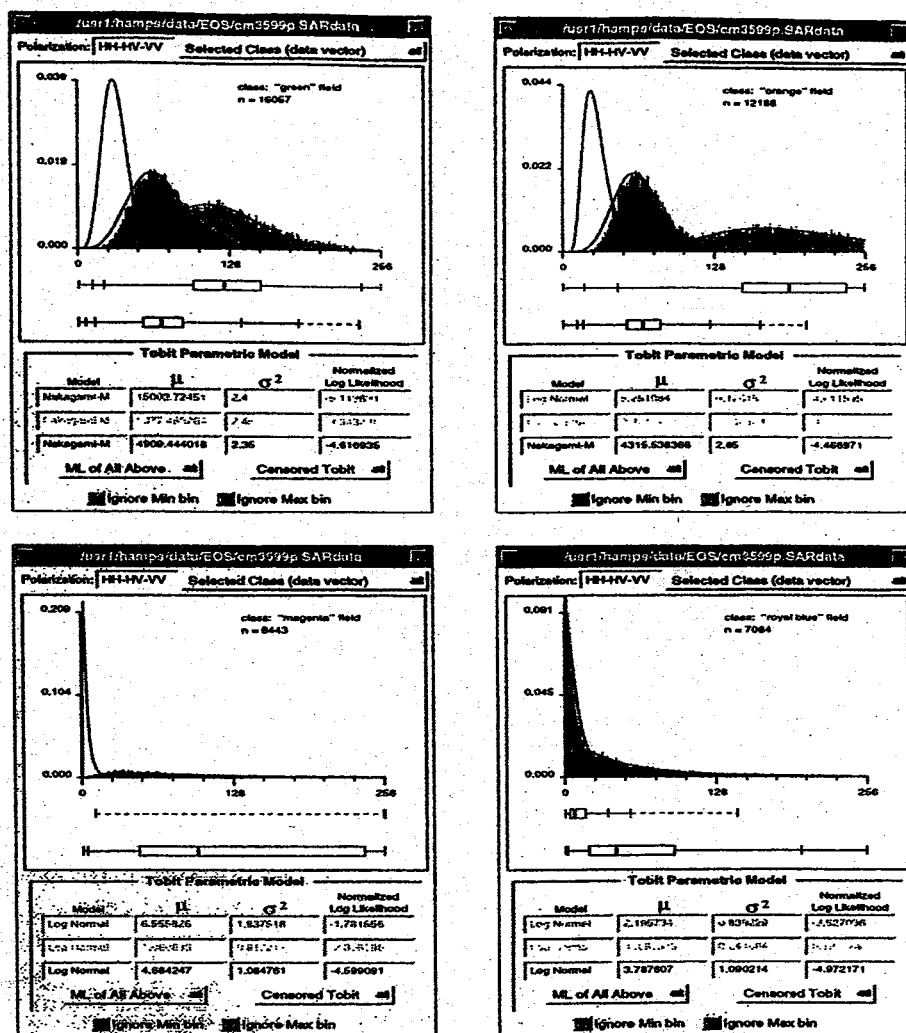 /usr1/hamps/data/EOS/cm3599p.SARdata
Polarization: HH-HV-VV Selected Class (data vector)
0.036
class: "green" field
n = 16057
0.018
0.000
0 128 256
Tobit Parametric Model
Model μ σ² Normalized Log Likelihood
Nakagami-M 15003.72451 2.4
Nakagami-M 4909.444018 2.35 -4.616935
ML of All Above Censored Tobit
Ignore Min bin Ignore Max bin
/usr1/hamps/data/EOS/cm3599p.SARdata
Polarization: HH-HV-VV Selected Class (data vector)
0.044
class: "orange" field
n = 12188
0.022
0.000
0 128 256
Tobit Parametric Model
Model μ σ² Normalized Log Likelihood
Log Normal
Nakagami-M 4315.538366 2.85 -4.466971
ML of All Above Censored Tobit
Ignore Min bin Ignore Max bin
/usr1/hamps/data/EOS/cm3599p.SARdata
Polarization: HH-HV-VV Selected Class (data vector)
0.209
class: "magenta" field
n = 8443
0.104
0.000
0 128 256
Tobit Parametric Model
Model μ σ² Normalized Log Likelihood
Log Normal 6.555826 1.837518 -1.781656
Log Normal 4.684247 1.084761 -4.599091
ML of All Above Censored Tobit
Ignore Min bin Ignore Max bin
/usr1/hamps/data/EOS/cm3599p.SARdata
Polarization: HH-HV-VV Selected Class (data vector)
0.091
class: "royal blue" field
n = 7084
0.045
0.000
0 128 256
Tobit Parametric Model
Model μ σ² Normalized Log Likelihood
Log Normal 2.195734
Log Normal 3.787607 1.090214 -4.972171
ML of All Above Censored Tobit
Ignore Min bin Ignore Max bin